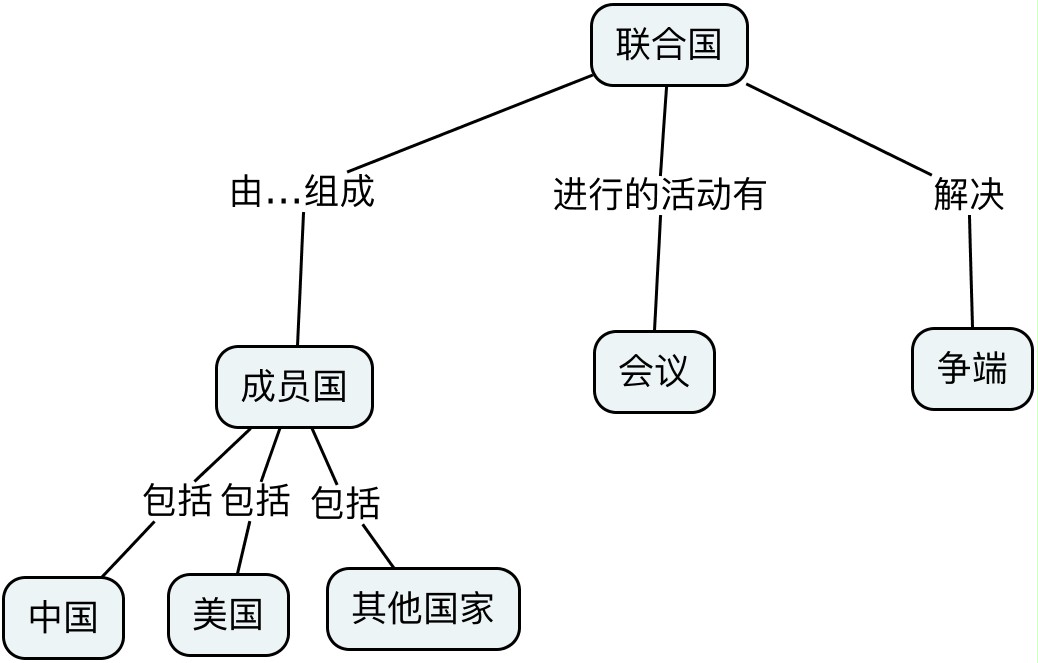 联合国
由...组成
进行的活动有
解决
成员国
会议
争端
包括
包括
包括
中国
美国
其他国家